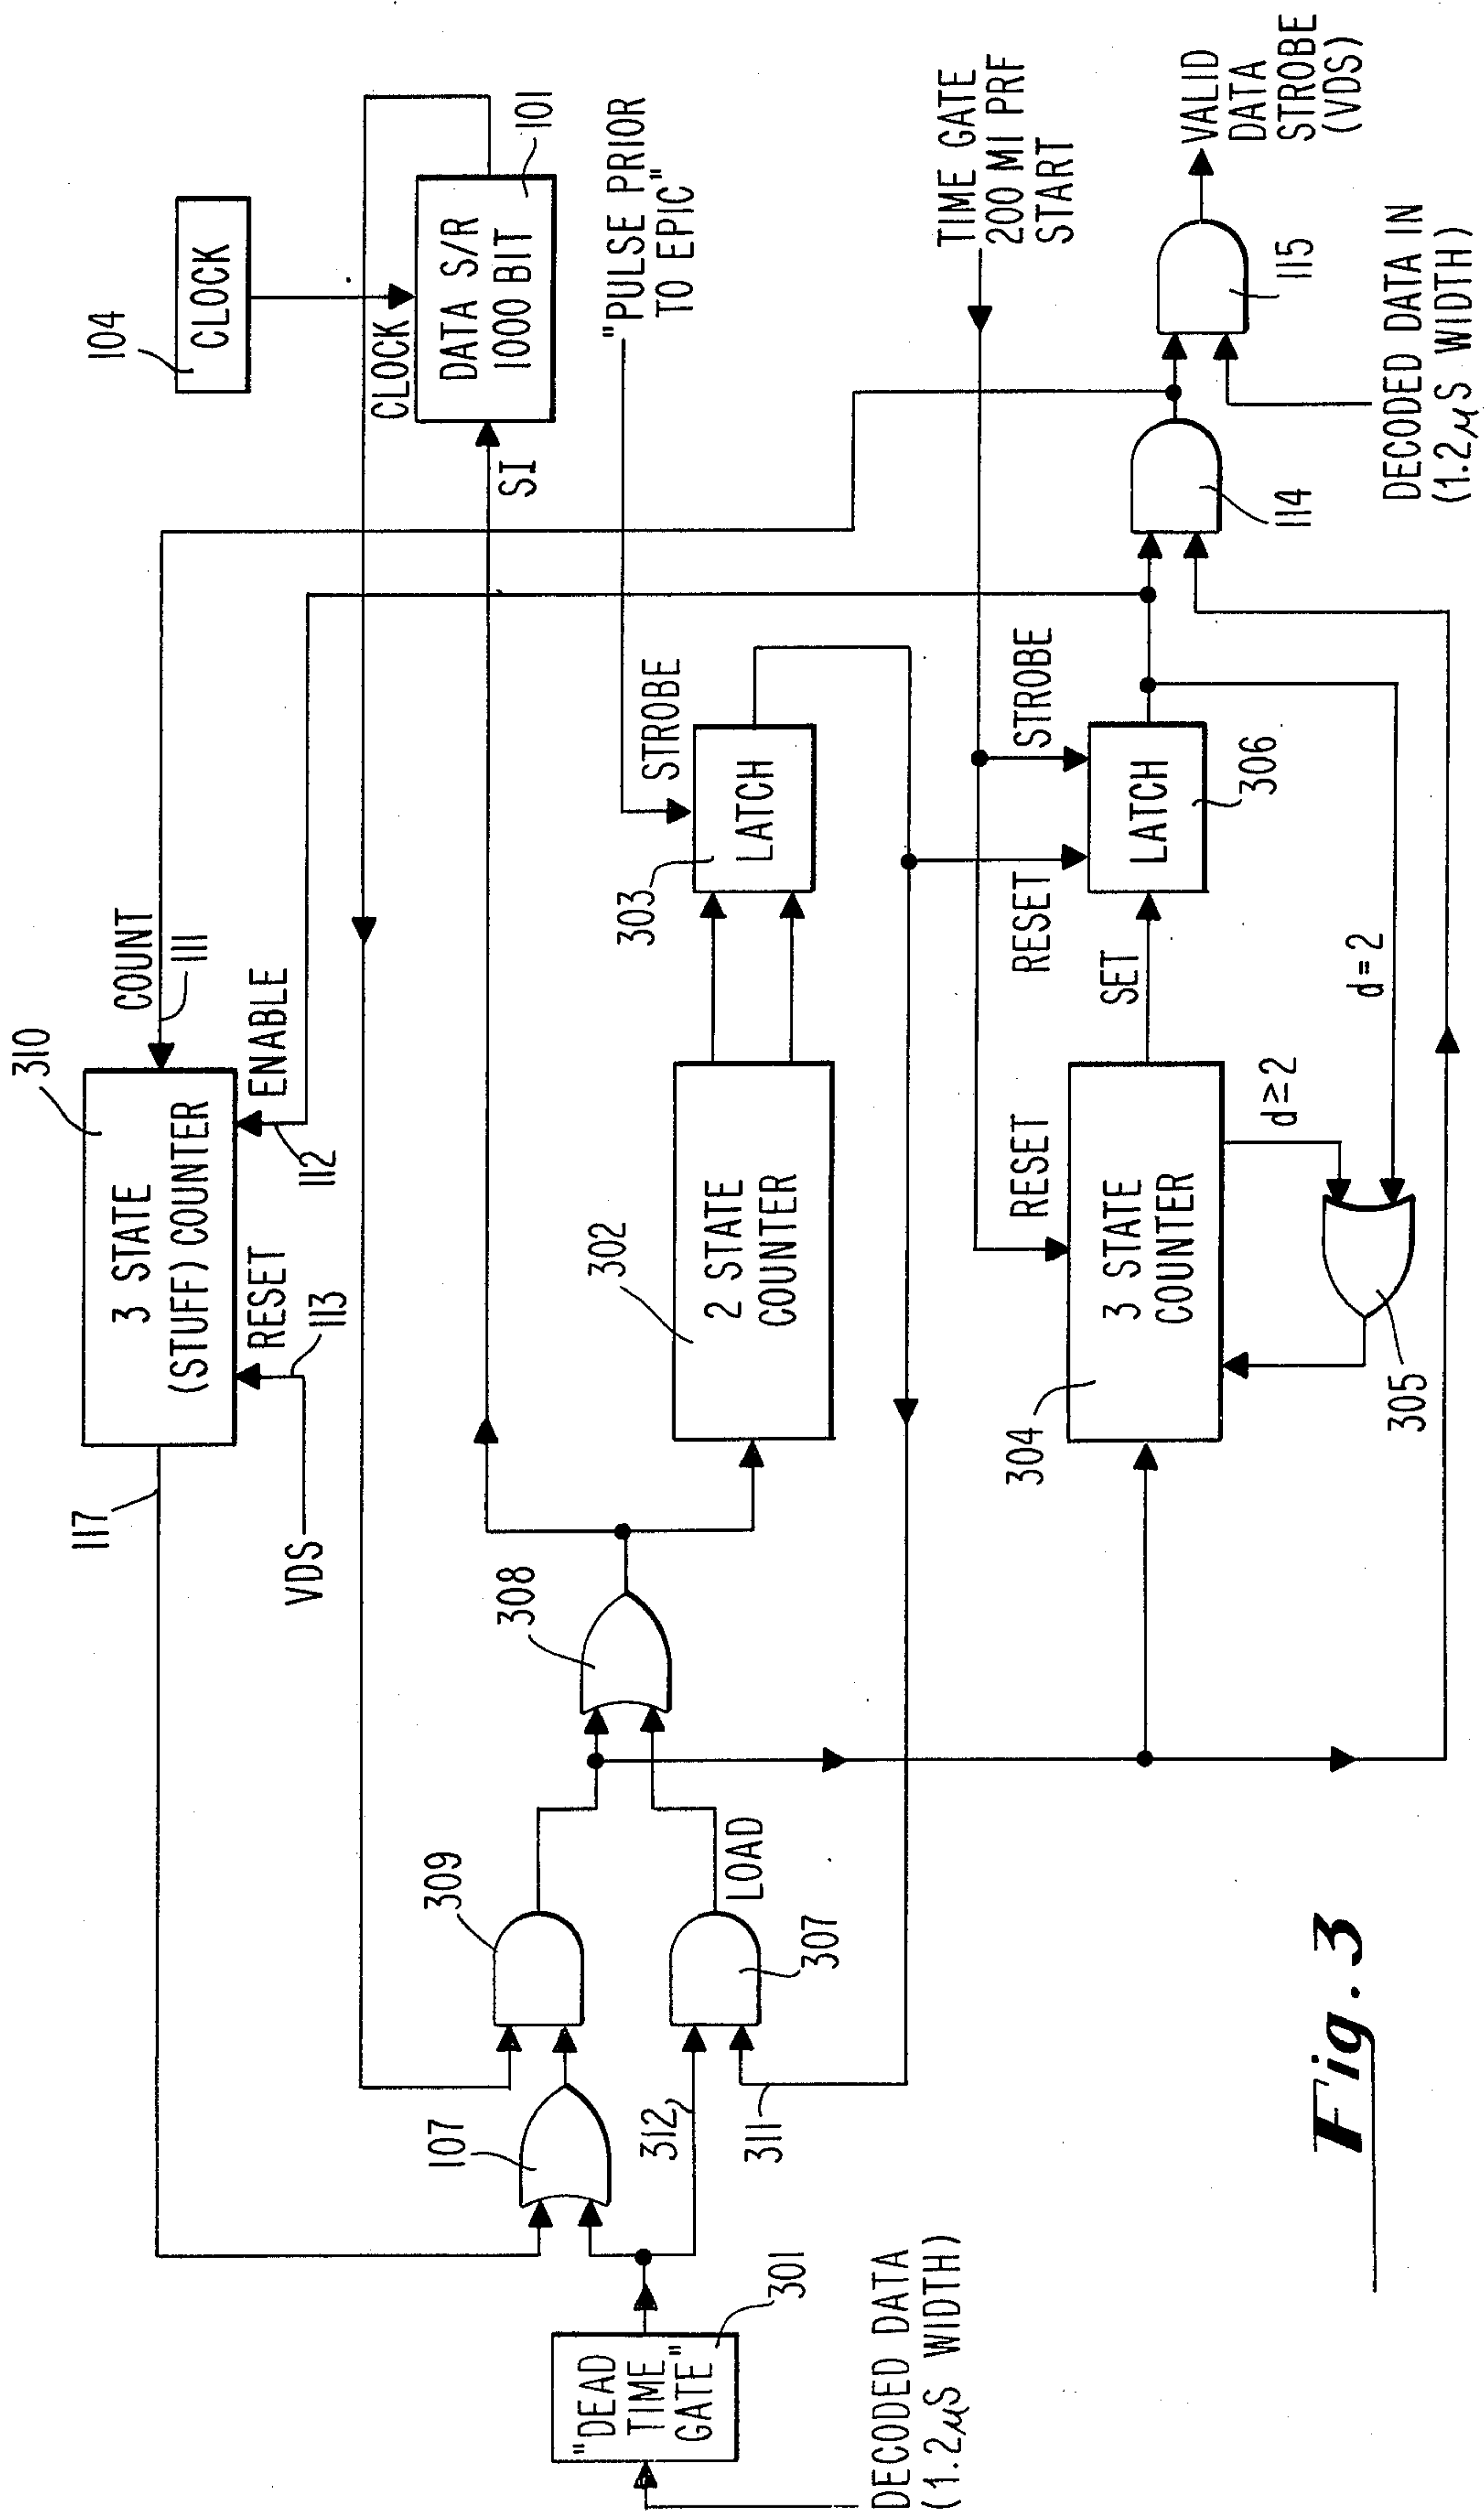 310
3 STATE
(STUFF) COUNTER
COUNT
111
ENABLE
112
RESET
113
VDS
117
104
CLOCK
CLOCK
DATA S/R
1000 BIT
101
SI
"PULSE PRIOR
TO EPIC"
STROBE
303
LATCH
302
2 STATE
COUNTER
308
309
107
307
LOAD
312
311
"DEAD
TIME
GATE"
301
DECODED DATA
(1.2µS WIDTH)
TIME GATE
200 MI PRF
START
STROBE
RESET
LATCH
306
SET
RESET
304
3 STATE
COUNTER
d≥2
d=2
305
114
115
VALID
DATA
STROBE
(VDS)
DECODED DATA IN
(1.2µS WIDTH)
Fig. 3